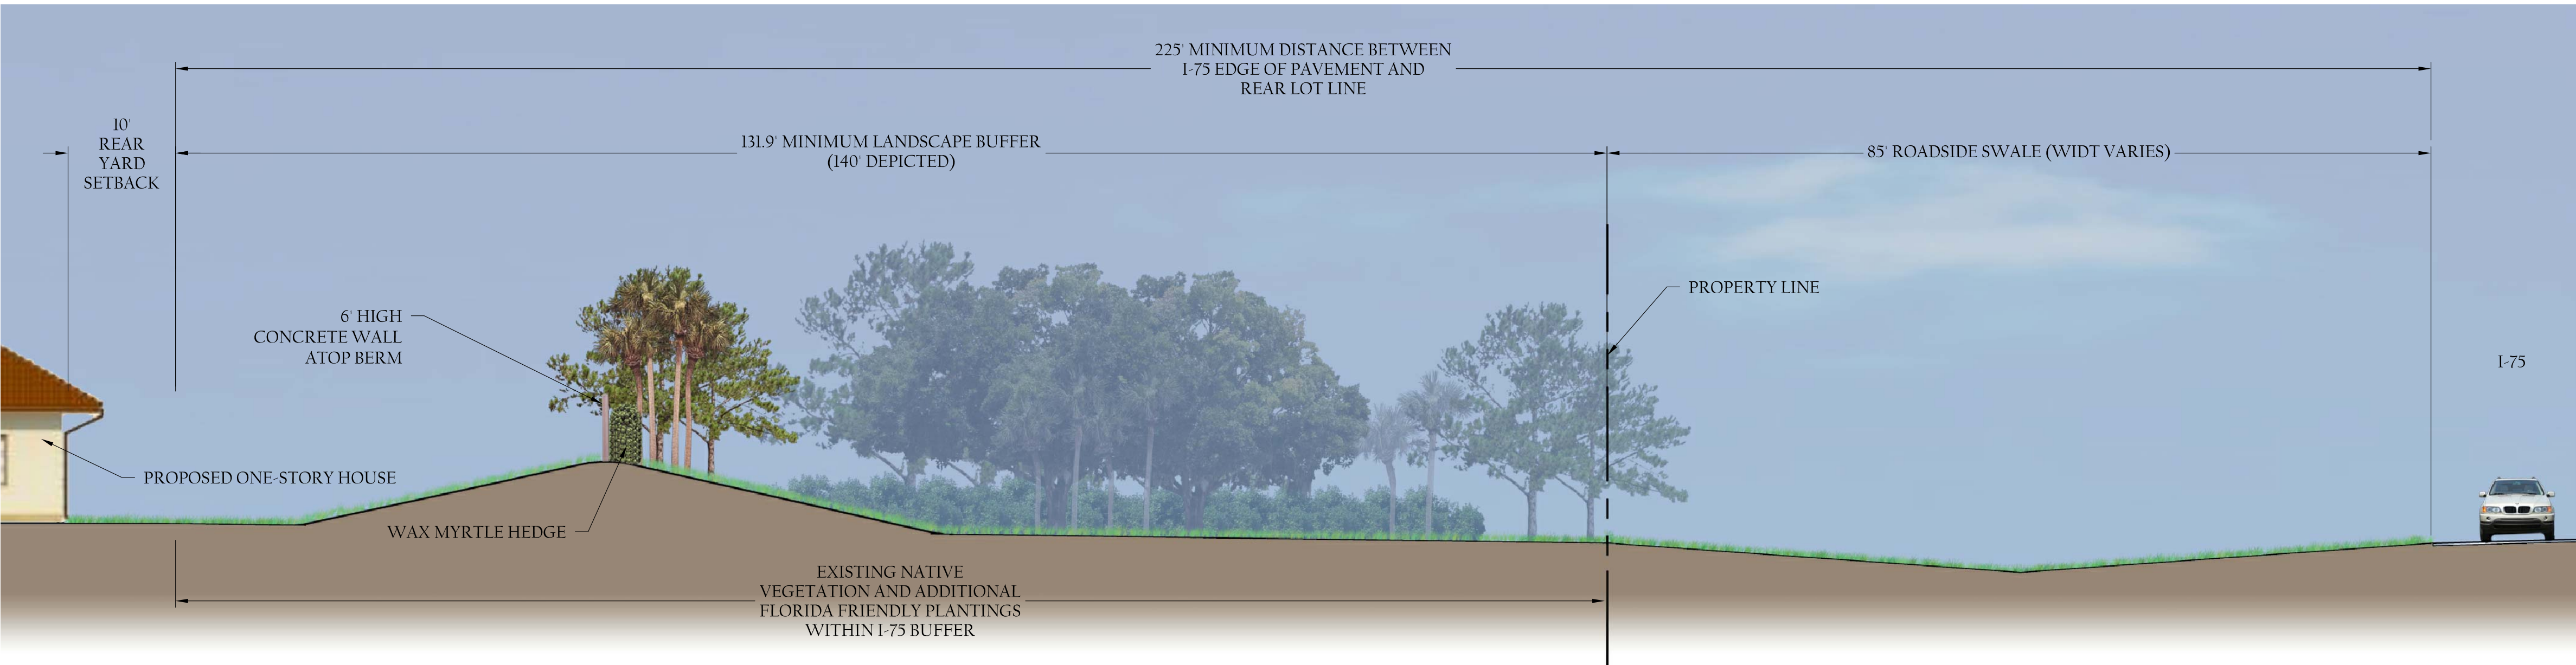 225' MINIMUM DISTANCE BETWEEN
I-75 EDGE OF PAVEMENT AND
REAR LOT LINE
10'
REAR
YARD
SETBACK
131.9' MINIMUM LANDSCAPE BUFFER
(140' DEPICTED)
85' ROADSIDE SWALE (WIDT VARIES)
PROPERTY LINE
6' HIGH
CONCRETE WALL
ATOP BERM
I-75
PROPOSED ONE-STORY HOUSE
WAX MYRTLE HEDGE
EXISTING NATIVE
VEGETATION AND ADDITIONAL
FLORIDA FRIENDLY PLANTINGS
WITHIN I-75 BUFFER